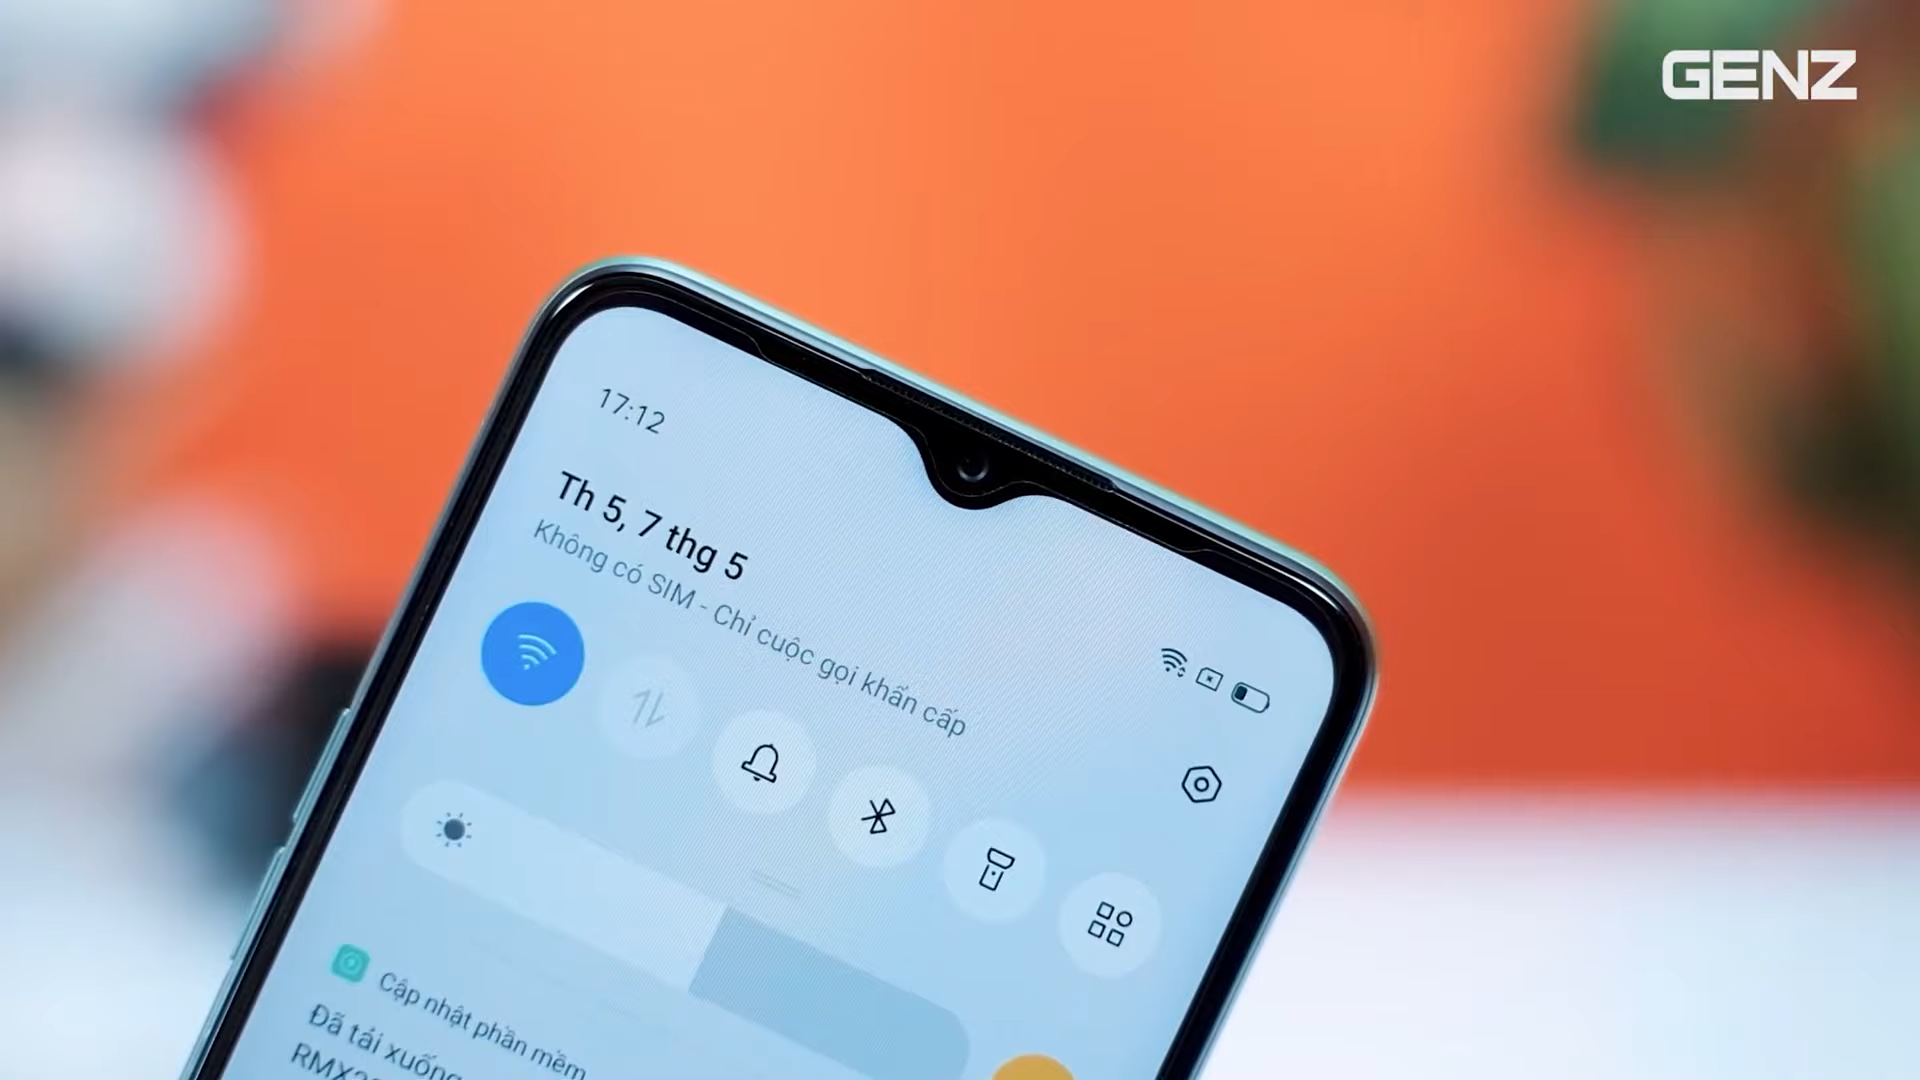 GENZ
17:12
Th 5, 7 thg 5
Không có SIM - Chỉ cuộc gọi khẩn cấp
Cập nhật phần mềm
Đã tải xuống